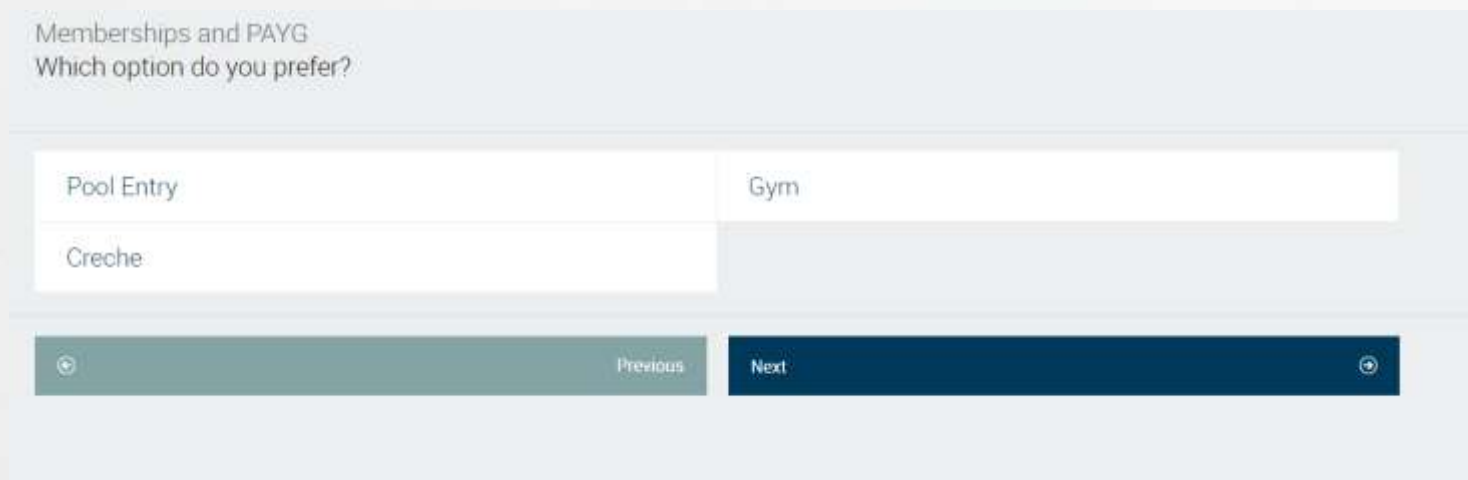 Memberships and PAYG
Which option do you prefer?
Pool Entry
Gym
Creche
Previous
Next